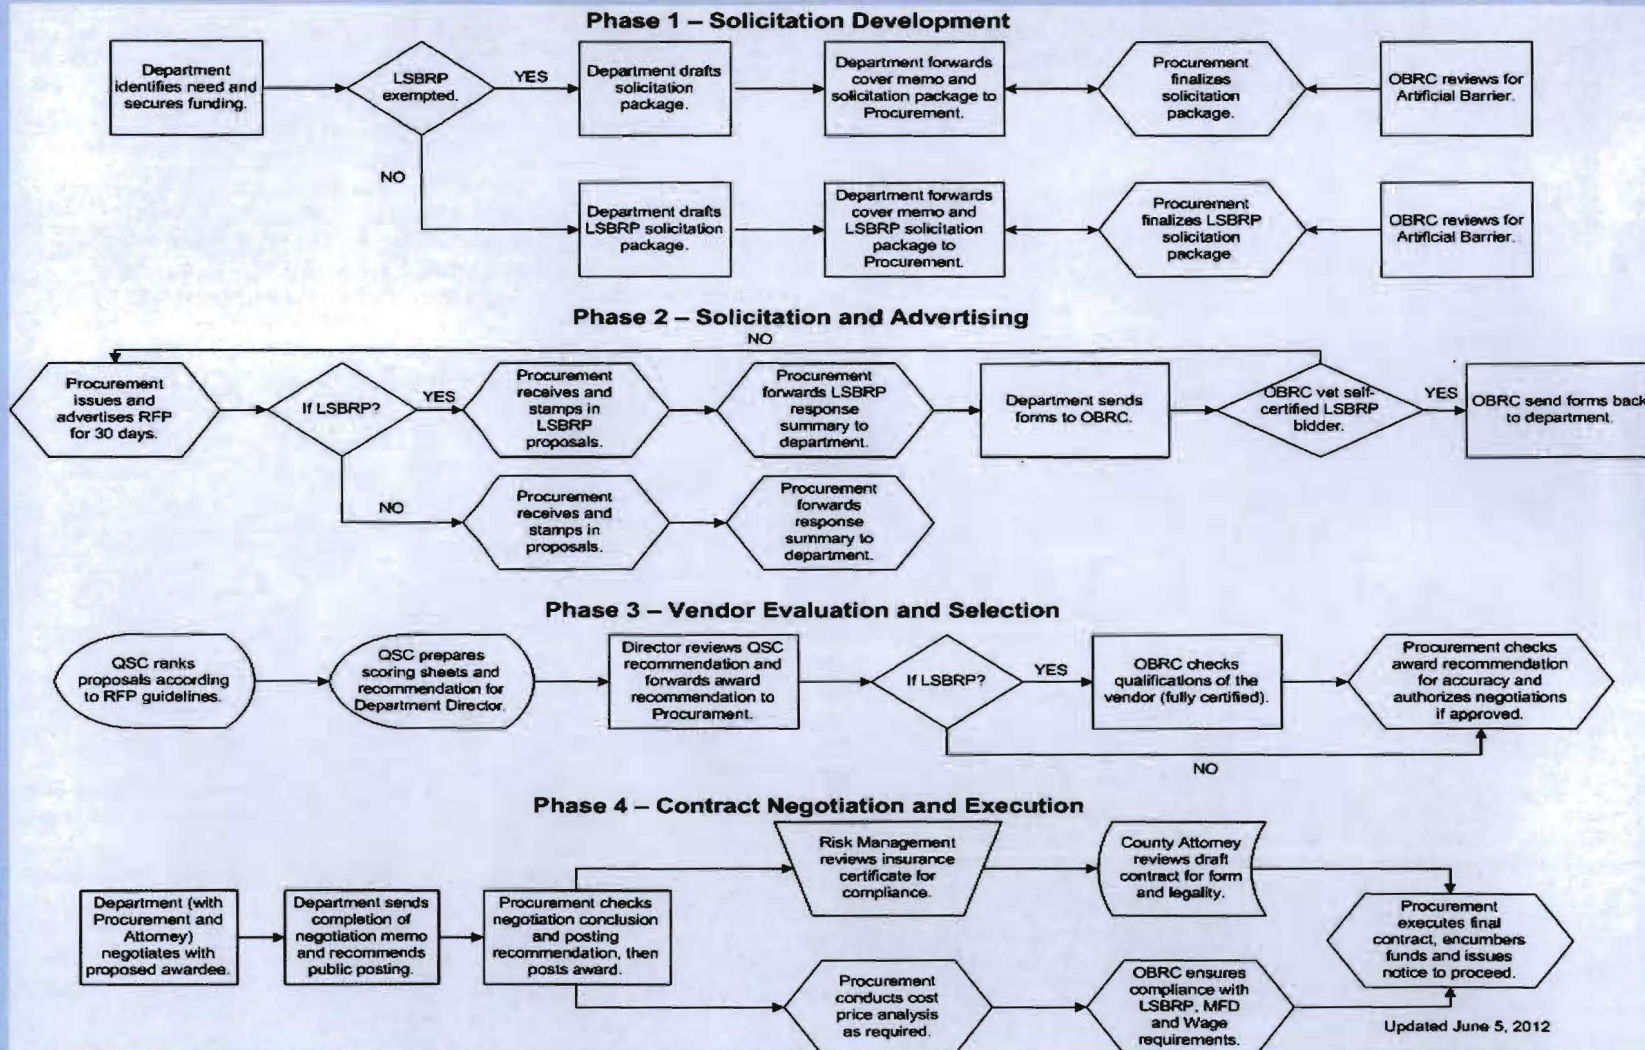 Phase 1 – Solicitation Development
Department
identifies need and
secures funding.
LSBRP
exempted.
YES
Department drafts
solicitation
package.
Department forwards
cover memo and
solicitation package to
Procurement.
Procurement
finalizes
solicitation
package.
OBRC reviews for
Artificial Barrier.
NO
Department drafts
LSBRP solicitation
package.
Department forwards
cover memo and
LSBRP solicitation
package to
Procurement.
Procurement
finalizes LSBRP
solicitation
package
OBRC reviews for
Artificial Barrier.
Phase 2 – Solicitation and Advertising
NO
Procurement
issues and
advertises RFP
for 30 days.
If LSBRP?
YES
Procurement
receives and
stamps in
LSBRP
proposals.
Procurement
forwards LSBRP
response
summary to
department.
Department sends
forms to OBRC.
OBRC vet self-
certified LSBRP
bidder.
YES
OBRC send forms back
to department.
NO
Procurement
receives and
stamps in
proposals.
Procurement
forwards
response
summary to
department.
Phase 3 – Vendor Evaluation and Selection
QSC ranks
proposals according
to RFP guidelines.
QSC prepares
scoring sheets and
recommendation for
Department Director.
Director reviews QSC
recommendation and
forwards award
recommendation to
Procurament.
If LSBRP?
YES
OBRC checks
qualifications of the
vendor (fully certified).
Procurement checks
award recommendation
for accuracy and
authorizes negotiations
if approved.
NO
Phase 4 – Contract Negotiation and Execution
Department (with
Procurement and
Attorney)
negotiates with
proposed awardee.
Department sends
completion of
negotiation memo
and recommends
public posting.
Procurement checks
negotiation conclusion
and posting
recommendation, then
posts award.
Risk Management
reviews insurance
certificate for
compliance.
County Attorney
reviews draft
contract for form
and legality.
Procurement
executes final
contract, encumbers
funds and issues
notice to proceed.
Procurement
conducts cost
price analysis
as required.
OBRC ensures
compliance with
LSBRP, MFD
and Wage
requirements.
Updated June 5, 2012